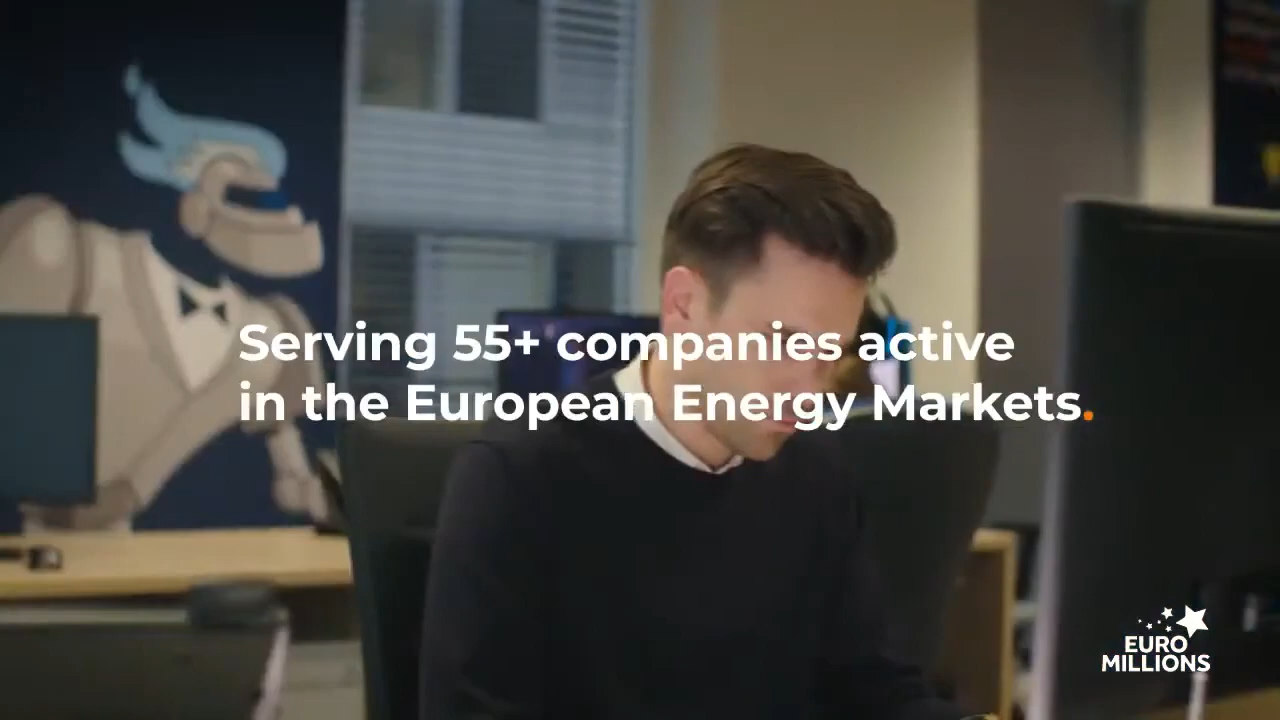 Serving 55+ companies active
in the European Energy Markets.
EURO
MILLIONS